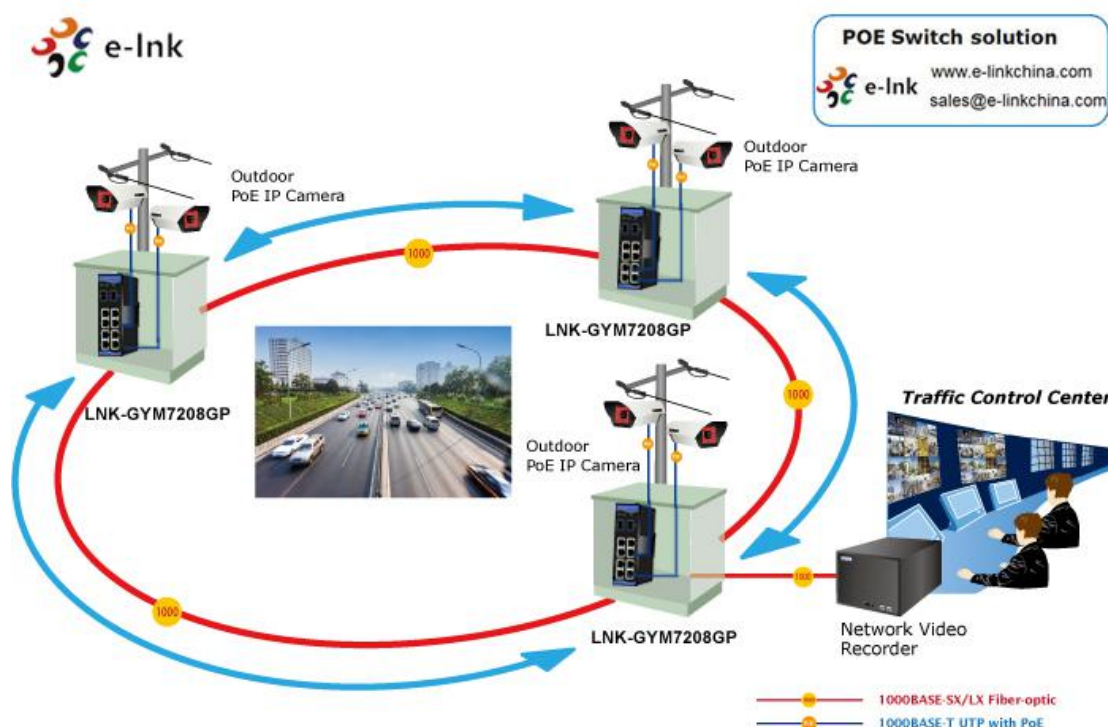 e-lnk
POE Switch solution
e-lnk
www.e-linkchina.com
sales@e-linkchina.com
Outdoor
PoE IP Camera
Outdoor
PoE IP Camera
1000
LNK-GYM7208GP
LNK-GYM7208GP
1000
Traffic Control Center
Outdoor
PoE IP Camera
1000
1000
LNK-GYM7208GP
Network Video
Recorder
1000BASE-SX/LX Fiber-optic
1000BASE-T UTP with PoE